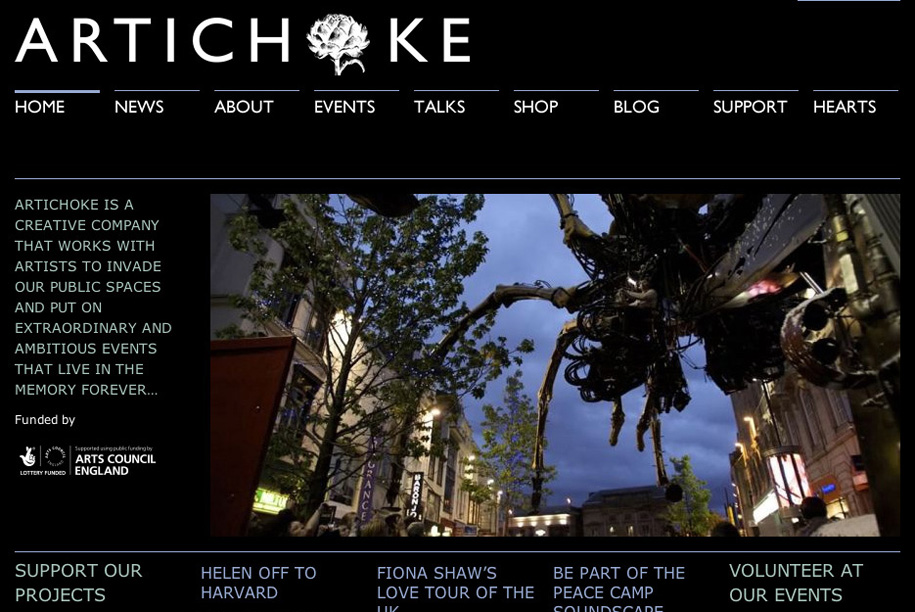 ARTICHOKE
HOME NEWS ABOUT EVENTS TALKS SHOP BLOG SUPPORT HEARTS
ARTICHOKE IS A
CREATIVE COMPANY
THAT WORKS WITH
ARTISTS TO INVADE
OUR PUBLIC SPACES
AND PUT ON
EXTRAORDINARY AND
AMBITIOUS EVENTS
THAT LIVE IN THE
MEMORY FOREVER...
Funded by
LOTTERY FUNDED
Supported using public funding by
ARTS COUNCIL
ENGLAND
BARONJO
SUPPORT OUR
PROJECTS
HELEN OFF TO
HARVARD
FIONA SHAW'S
LOVE TOUR OF THE
UK
BE PART OF THE
PEACE CAMP
SOUNDSCAPE
VOLUNTEER AT
OUR EVENTS